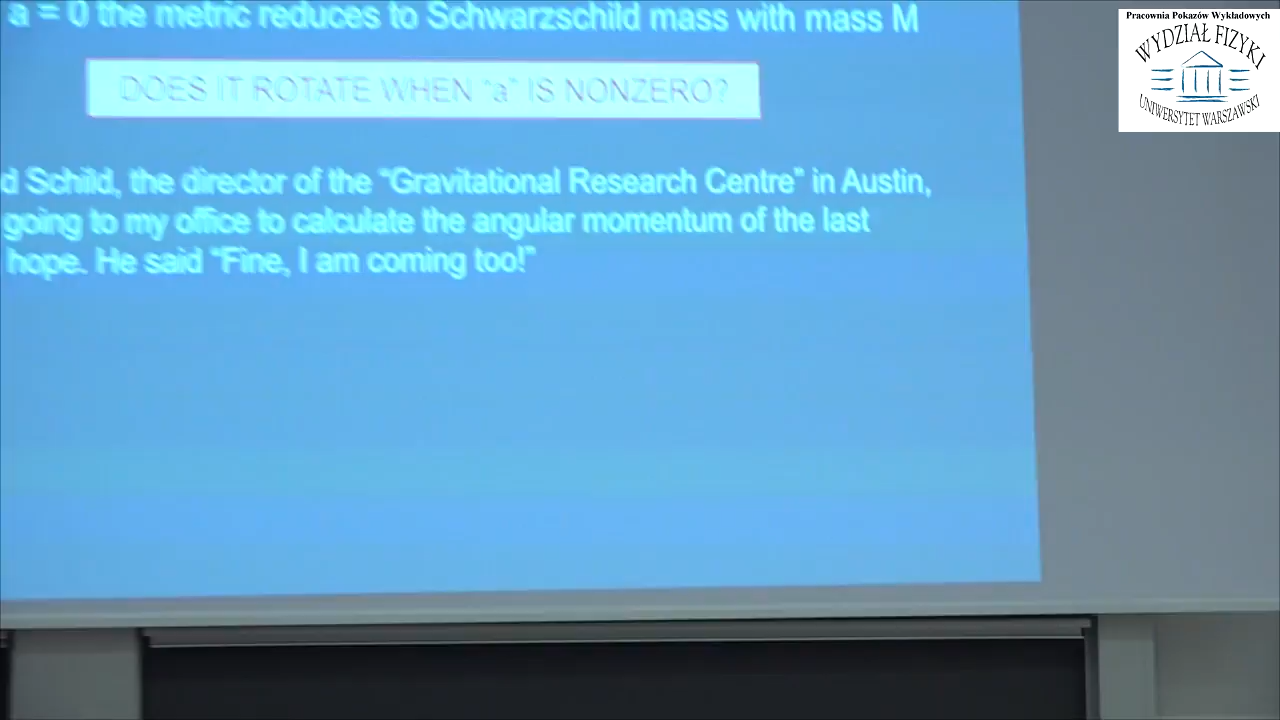 a = 0 the metric reduces to Schwarzschild mass with mass M
DOES IT ROTATE WHEN "a" IS NONZERO?
d Schild, the director of the “Gravitational Research Centre” in Austin,
going to my office to calculate the angular momentum of the last
hope. He said “Fine, I am coming too!”
Pracownia Pokazów Wykładowych
WYDZIAŁ FIZYKI
UNIWERSYTET WARSZAWSKI